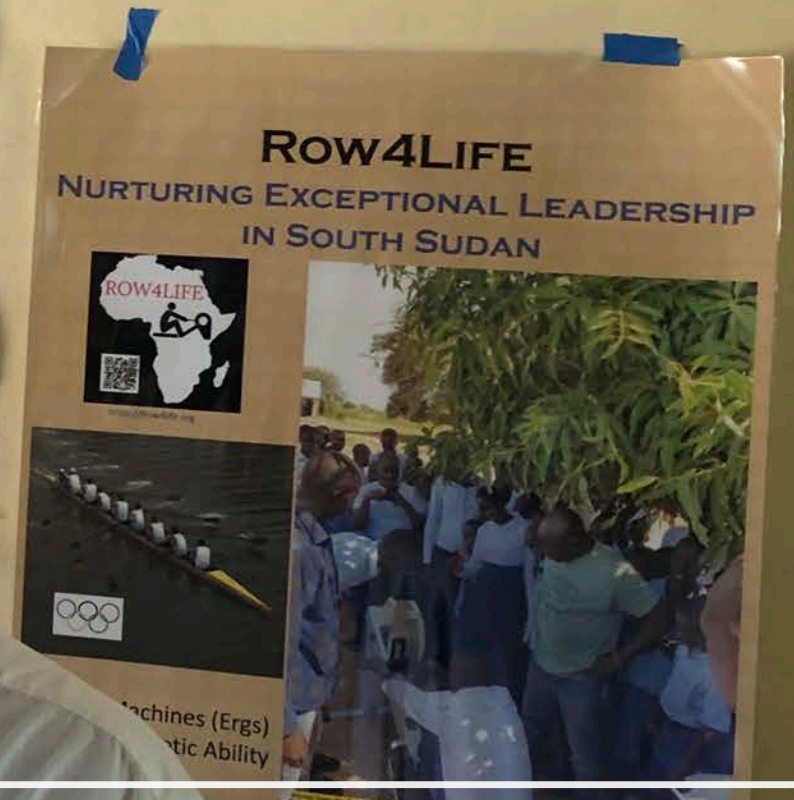 ROW4LIFE
NURTURING EXCEPTIONAL LEADERSHIP
IN SOUTH SUDAN
ROW4LIFE
(Ergs)
Ability